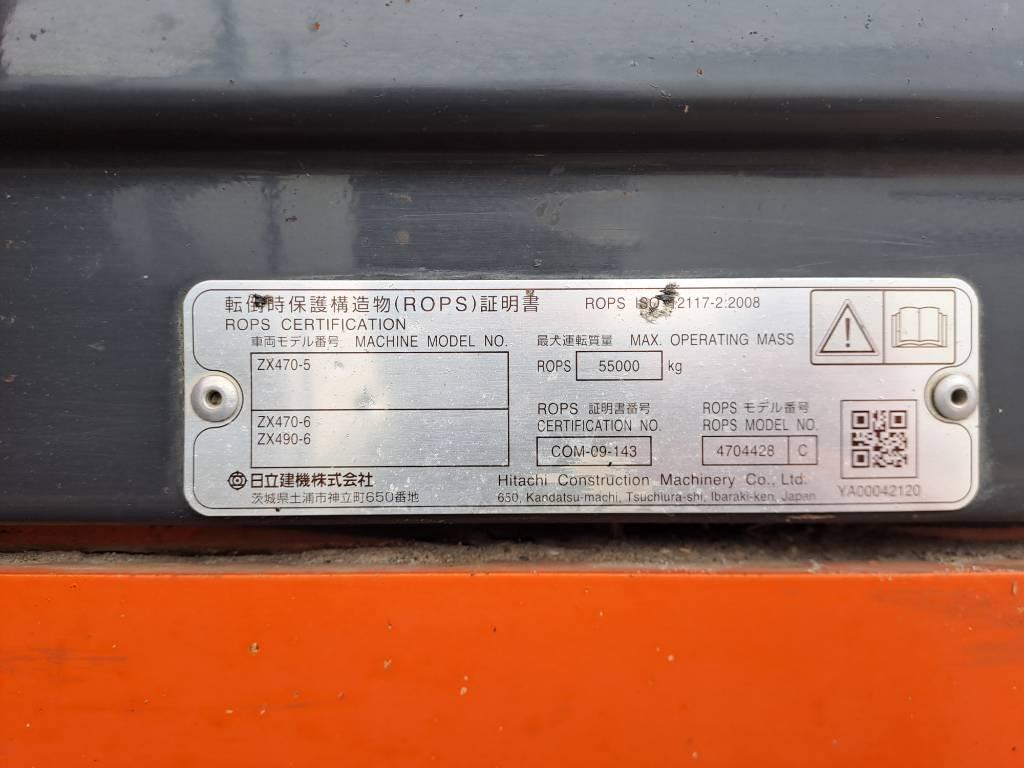 転倒時保護構造物(ROPS)証明書 ROPS ISO 12117-2:2008
ROPS CERTIFICATION
車両モデル番号 MACHINE MODEL NO.
ZX470-5
ZX470-6
ZX490-6
最大運転質量 MAX. OPERATING MASS
ROPS 55000 kg
ROPS 証明書番号
CERTIFICATION NO.
COM-09-143
ROPS モデル番号
ROPS MODEL NO.
4704428 C
日立建機株式会社
茨城県土浦市神立町650番地
Hitachi Construction Machinery Co., Ltd.
650, Kandatsu-machi, Tsuchiura-shi, Ibaraki-ken, Japan
YA00042120